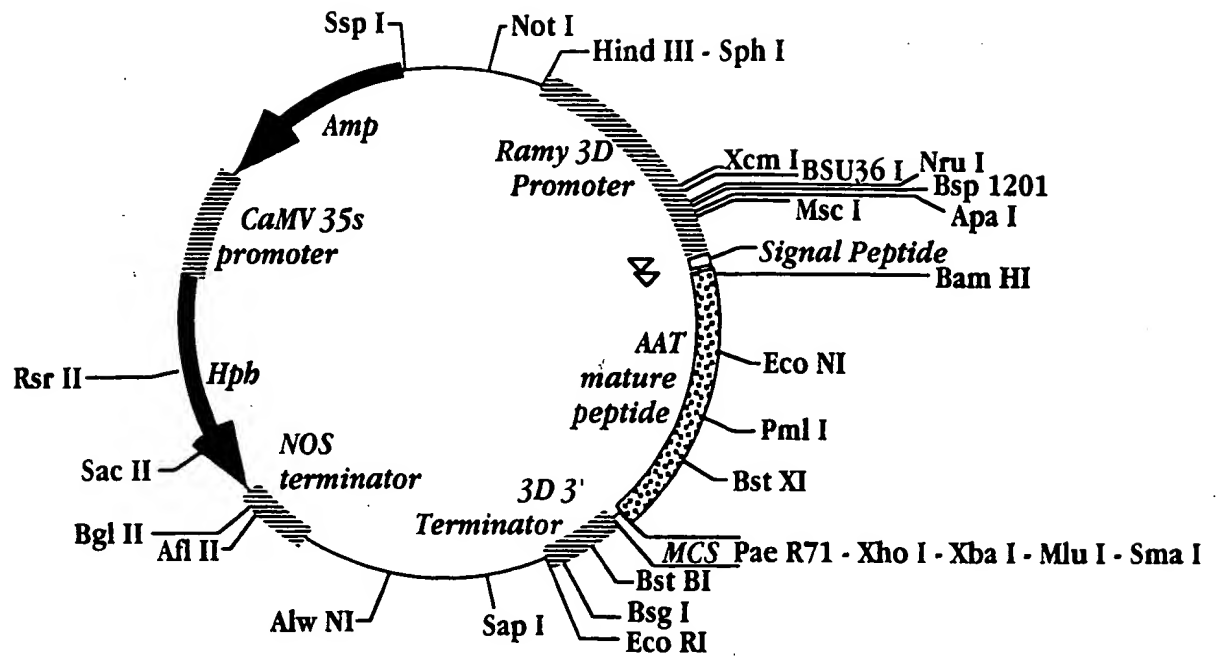 Ssp I
Not I
Hind III - Sph I
Amp
Ramy 3D
Promoter
Xcm I
BSU36 I
Nru I
Bsp 1201
Msc I
Apa I
CaMV 35s
promoter
Signal Peptide
Bam HI
AAT
mature
peptide
Eco NI
Rsr II
Hph
Pml I
Sac II
NOS
terminator
Bst XI
3D 3'
Terminator
Bgl II
Afl II
MCS Pae R71 - Xho I - Xba I - Mlu I - Sma I
Bst BI
Alw NI
Sap I
Bsg I
Eco RI